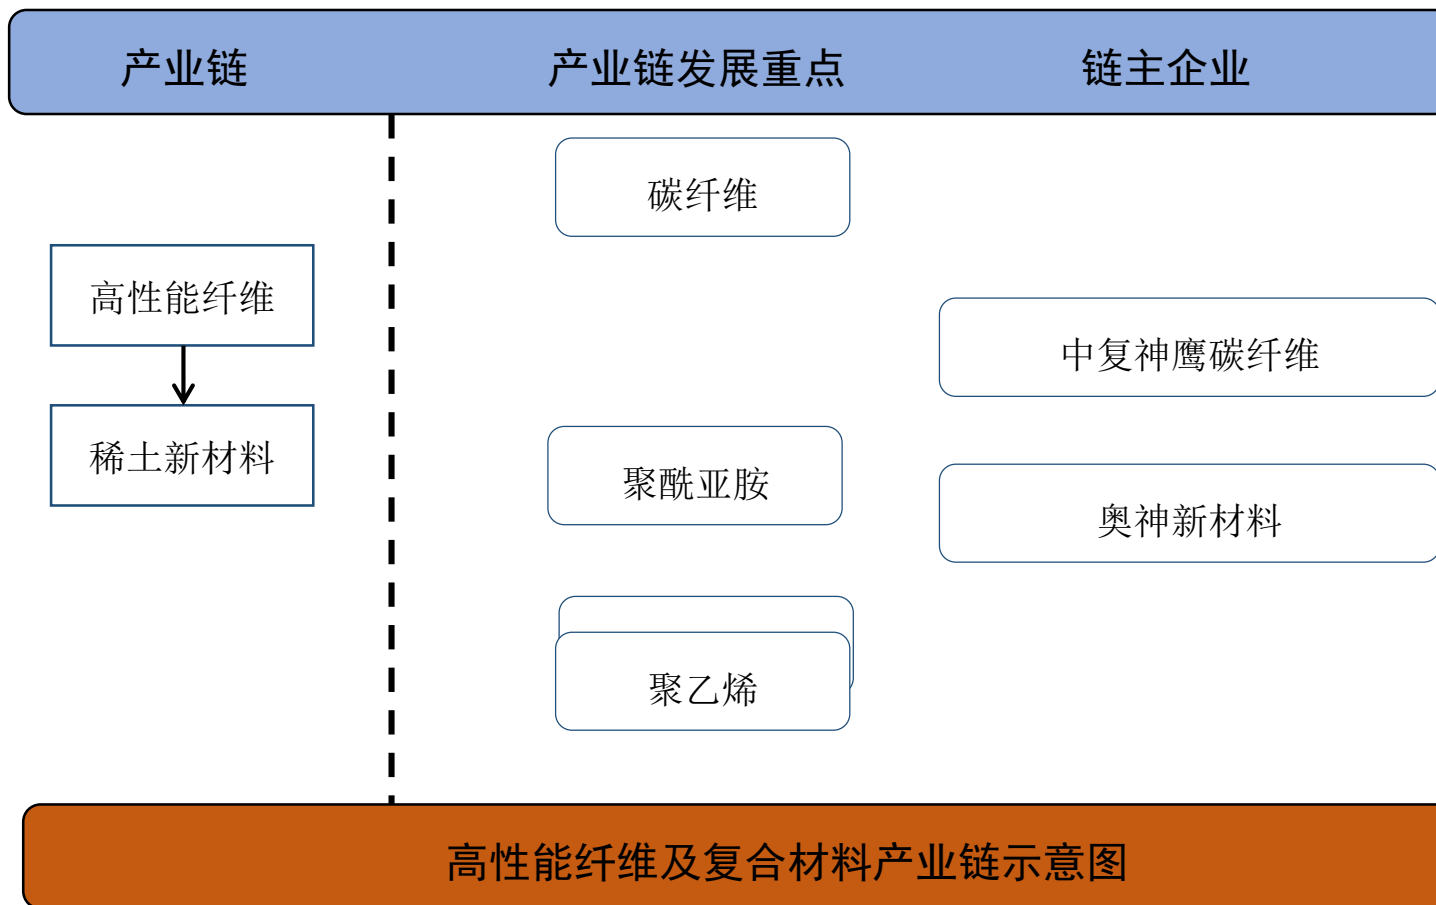 产业链
产业链发展重点
链主企业
碳纤维
高性能纤维
中复神鹰碳纤维
稀土新材料
聚酰亚胺
奥神新材料
聚乙烯
高性能纤维及复合材料产业链示意图